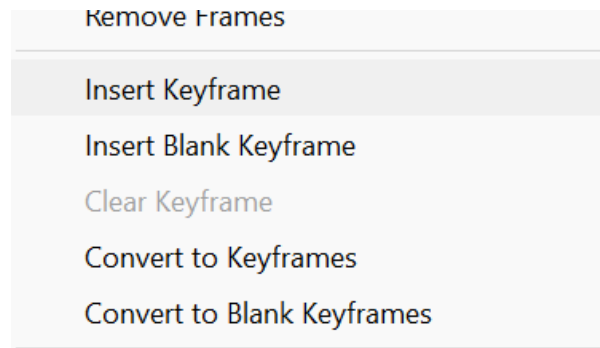 Remove Frames
Insert Keyframe
Insert Blank Keyframe
Clear Keyframe
Convert to Keyframes
Convert to Blank Keyframes